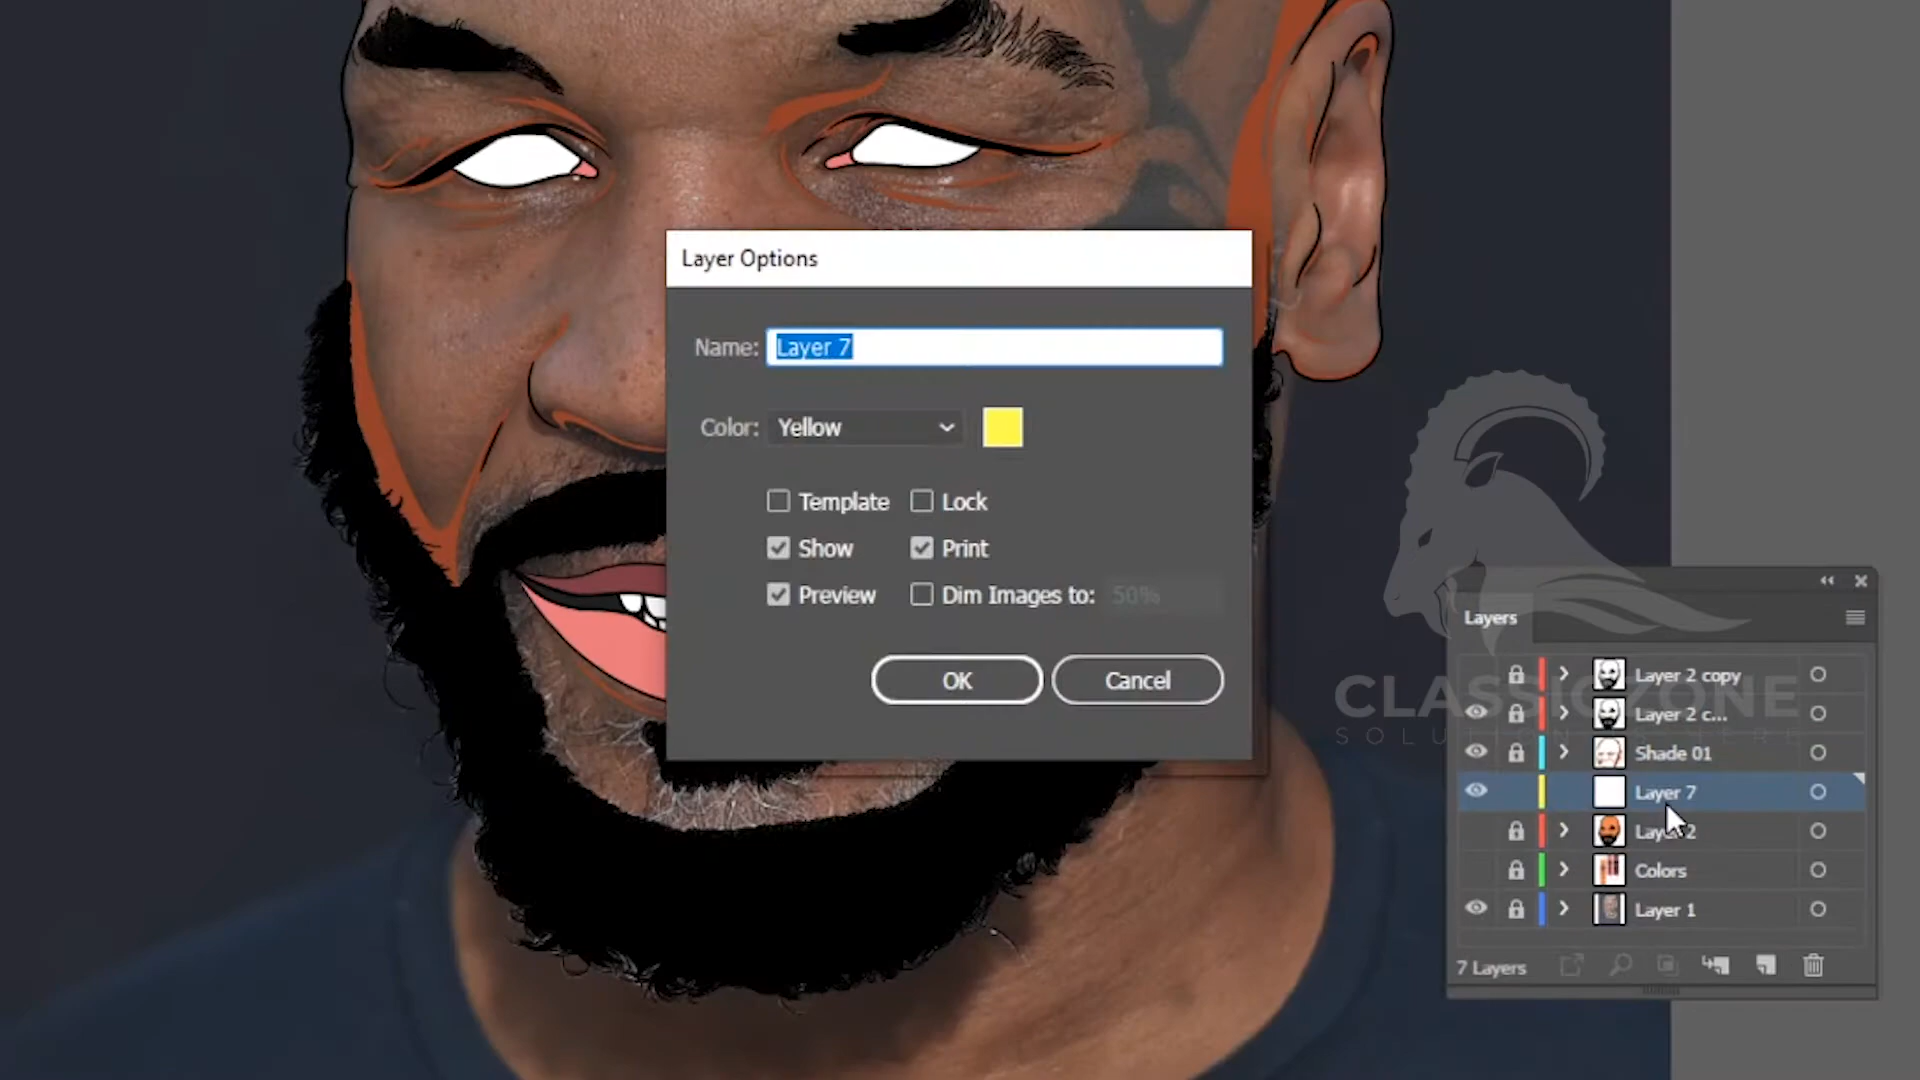 Layer Options
Name: Layer 7
Color: Yellow
Template
Lock
Show
Print
Preview
Dim Images to: 50%
OK
Cancel
Layers
Layer 2 copy
Layer 2 c...
Shade 01
Layer 7
Layer 2
Colors
Layer 1
7 Layers
CLASSICZONE